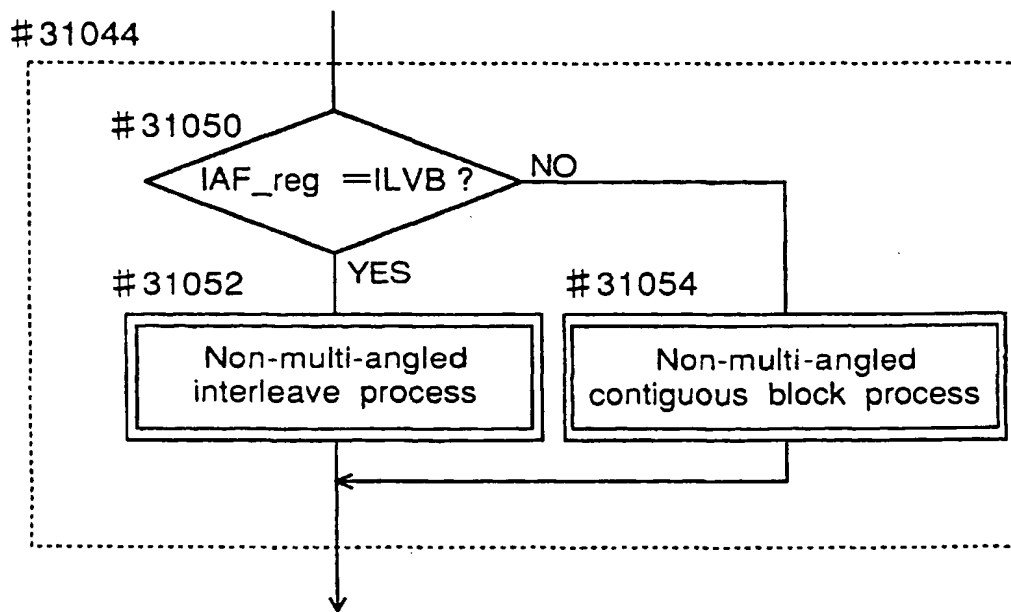 #31044
#31050
IAF_reg =ILVB ?
NO
YES
#31052
#31054
Non-multi-angled
interleave process
Non-multi-angled
contiguous block process